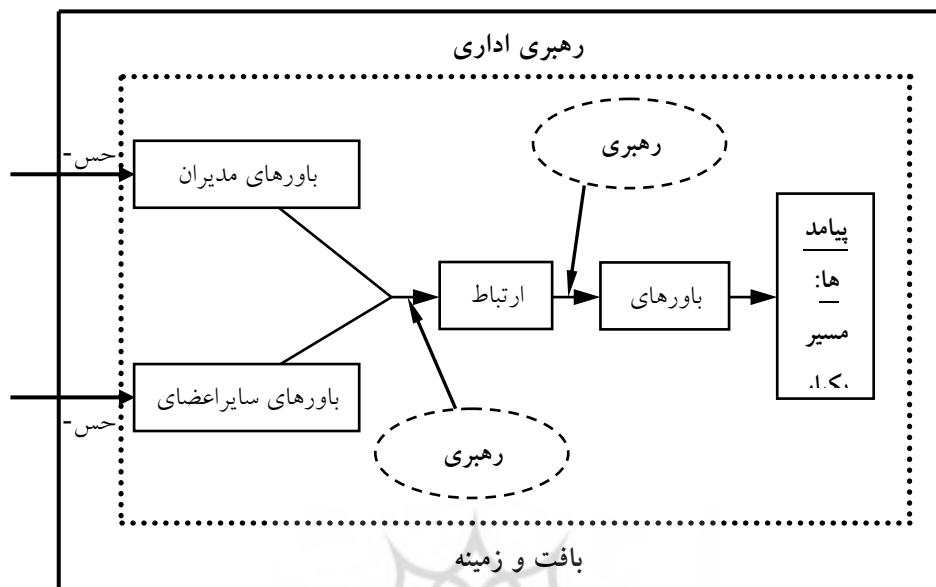 رهبری اداری
حس-
باورهای مدیران
رهبری
پیامد
ها:
مسیر
ارتباط
باورهای
باورهای سایراعضای
حس-
رهبری
بافت و زمینه